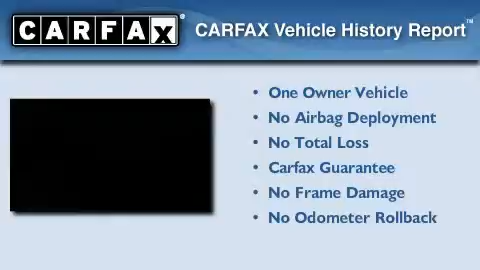 CARFAX® CARFAX Vehicle History Report™
• One Owner Vehicle
• No Airbag Deployment
• No Total Loss
• Carfax Guarantee
• No Frame Damage
• No Odometer Rollback